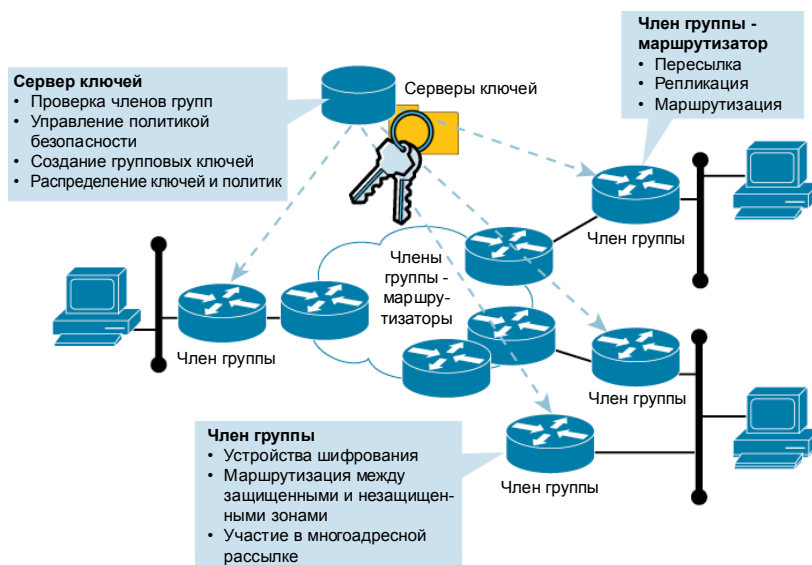 Сервер ключей
• Проверка членов групп
• Управление политикой
безопасности
• Создание групповых ключей
• Распределение ключей и политик
Серверы ключей
Член группы -
маршрутизатор
• Пересылка
• Репликация
• Маршрутизация
Член группы
Члены
группы -
маршру-
тизаторы
Член группы
Член группы
Член группы
• Устройства шифрования
• Маршрутизация между
защищенными и незащищен-
ными зонами
• Участие в многоадресной
рассылке
Член группы